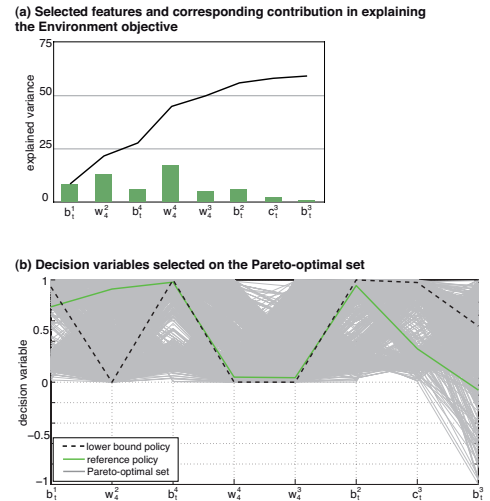 (a) Selected features and corresponding contribution in explaining
the Environment objective
75
50
25
0
explained variance
b¹ₜ w²₄ b⁴ₜ w⁴₄ w³₄ b²ₜ c³ₜ b³ₜ
(b) Decision variables selected on the Pareto-optimal set
1
0.5
0
−0.5
−1
decision variable
lower bound policy
reference policy
Pareto-optimal set
b¹ₜ w²₄ b⁴ₜ w⁴₄ w³₄ b²ₜ c³ₜ b³ₜ